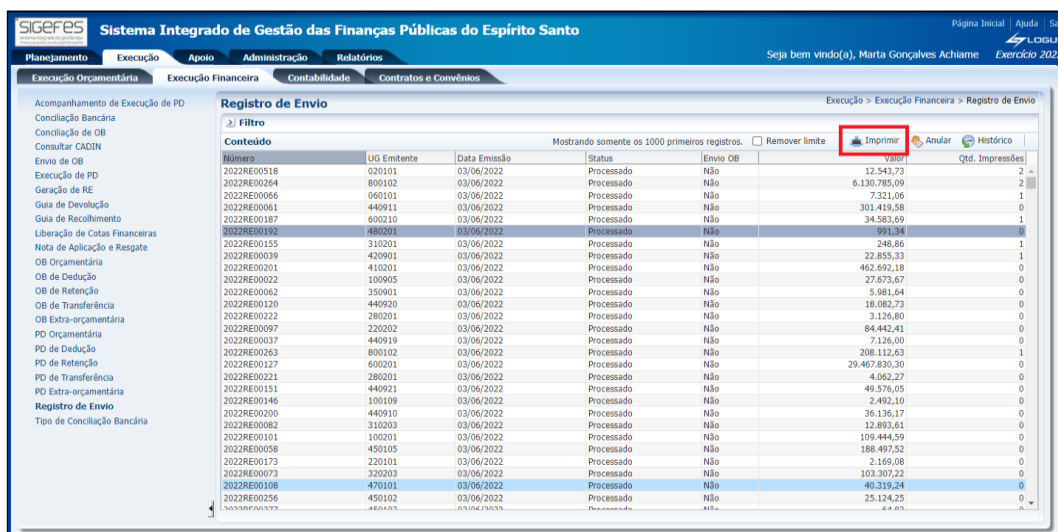 SIGEFES
Sistema Integrado de Gestão das Finanças Públicas do Espírito Santo
Página Inicial | Ajuda | Sa
LOGU
Seja bem vindo(a), Marta Gonçalves Achiame Exercício 202
Planejamento Execução Apoio Administração Relatórios
Execução Orçamentária Execução Financeira Contabilidade Contratos e Convênios
Acompanhamento de Execução de PD
Conciliação Bancária
Conciliação de OB
Consultar CADIN
Envio de OB
Execução de PD
Geração de RE
Guia de Devolução
Guia de Recolhimento
Liberação de Cotas Financeiras
Nota de Aplicação e Resgate
OB Orçamentária
OB de Dedução
OB de Retenção
OB de Transferência
OB Extra-orçamentária
PD Orçamentária
PD de Dedução
PD de Retenção
PD de Transferência
PD Extra-orçamentária
Registro de Envio
Tipo de Conciliação Bancária
Registro de Envio
Execução > Execução Financeira > Registro de Envio
Filtro
Conteúdo Mostrando somente os 1000 primeiros registros. Remover limite Imprimir Anular Histórico
Número UG Emitente Data Emissão Status Envio OB Valor Qtd. Impressões
2022RE00518 020101 03/06/2022 Processado Não 12.543,73 2
2022RE00264 800102 03/06/2022 Processado Não 6.130.785,09 2
2022RE00066 060101 03/06/2022 Processado Não 7.321,06 1
2022RE00061 440911 03/06/2022 Processado Não 301.419,58 0
2022RE00187 600210 03/06/2022 Processado Não 34.583,69 1
2022RE00192 480201 03/06/2022 Processado Não 991,34 0
2022RE00155 310201 03/06/2022 Processado Não 248,86 1
2022RE00039 420901 03/06/2022 Processado Não 22.855,33 1
2022RE00201 410201 03/06/2022 Processado Não 462.692,18 0
2022RE00022 100905 03/06/2022 Processado Não 27.673,67 0
2022RE00062 350901 03/06/2022 Processado Não 5.981,64 0
2022RE00120 440920 03/06/2022 Processado Não 18.082,73 0
2022RE00222 280201 03/06/2022 Processado Não 3.126,80 0
2022RE00097 220202 03/06/2022 Processado Não 84.442,41 0
2022RE00037 440919 03/06/2022 Processado Não 7.126,00 0
2022RE00263 800102 03/06/2022 Processado Não 208.112,63 1
2022RE00127 600201 03/06/2022 Processado Não 29.467.830,30 0
2022RE00221 280201 03/06/2022 Processado Não 4.062,27 0
2022RE00151 440921 03/06/2022 Processado Não 49.576,05 0
2022RE00146 100109 03/06/2022 Processado Não 2.492,10 0
2022RE00200 440910 03/06/2022 Processado Não 36.136,17 0
2022RE00082 310203 03/06/2022 Processado Não 12.893,61 0
2022RE00101 100201 03/06/2022 Processado Não 109.444,59 0
2022RE00058 450105 03/06/2022 Processado Não 188.497,52 0
2022RE00173 220101 03/06/2022 Processado Não 2.169,08 0
2022RE00073 320203 03/06/2022 Processado Não 103.307,22 0
2022RE00108 470101 03/06/2022 Processado Não 40.319,24 0
2022RE00256 450102 03/06/2022 Processado Não 25.124,25 0